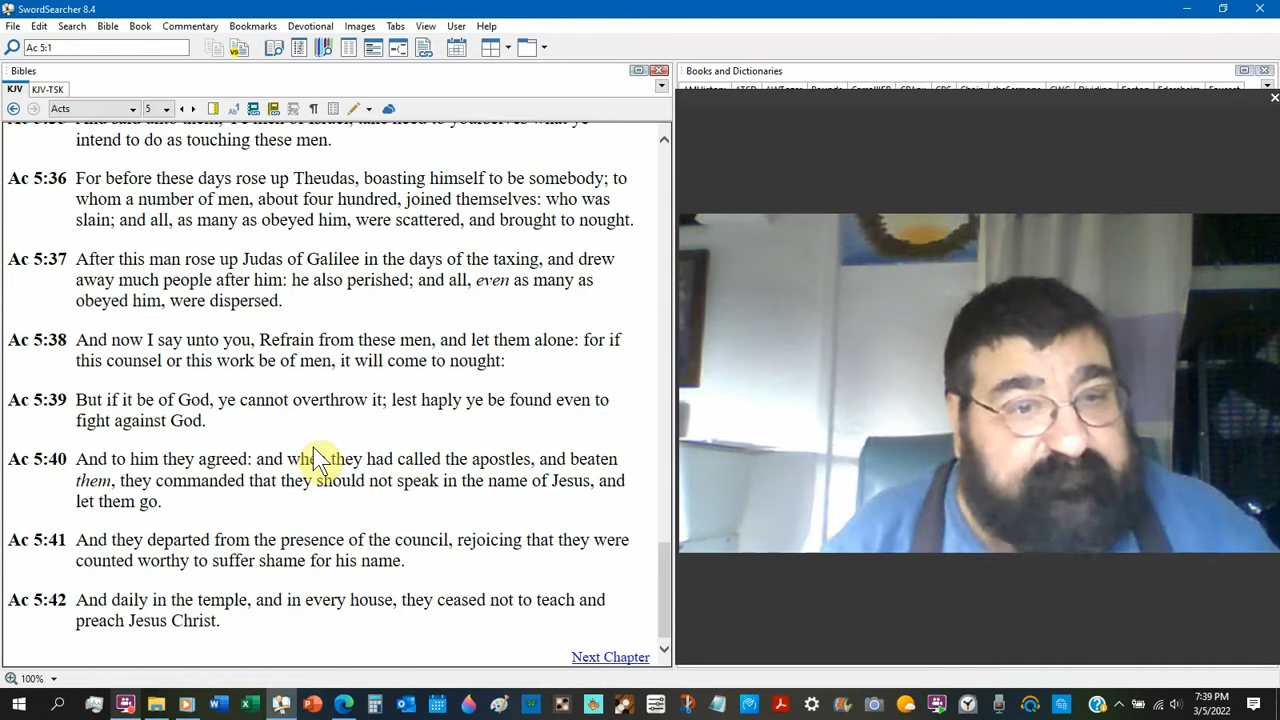 SwordSearcher 8.4
File Edit Search Bible Book Commentary Bookmarks Devotional Images Tabs View User Help
Ac 5:1
Bibles
Books and Dictionaries
KJV KJV-TSK
Acts 5
intend to do as touching these men.
Ac 5:36 For before these days rose up Theudas, boasting himself to be somebody; to
whom a number of men, about four hundred, joined themselves: who was
slain; and all, as many as obeyed him, were scattered, and brought to nought.
Ac 5:37 After this man rose up Judas of Galilee in the days of the taxing, and drew
away much people after him: he also perished; and all, even as many as
obeyed him, were dispersed.
Ac 5:38 And now I say unto you, Refrain from these men, and let them alone: for if
this counsel or this work be of men, it will come to nought:
Ac 5:39 But if it be of God, ye cannot overthrow it; lest haply ye be found even to
fight against God.
Ac 5:40 And to him they agreed: and when they had called the apostles, and beaten
them, they commanded that they should not speak in the name of Jesus, and
let them go.
Ac 5:41 And they departed from the presence of the council, rejoicing that they were
counted worthy to suffer shame for his name.
Ac 5:42 And daily in the temple, and in every house, they ceased not to teach and
preach Jesus Christ.
Next Chapter
100%
7:39 PM
3/5/2022